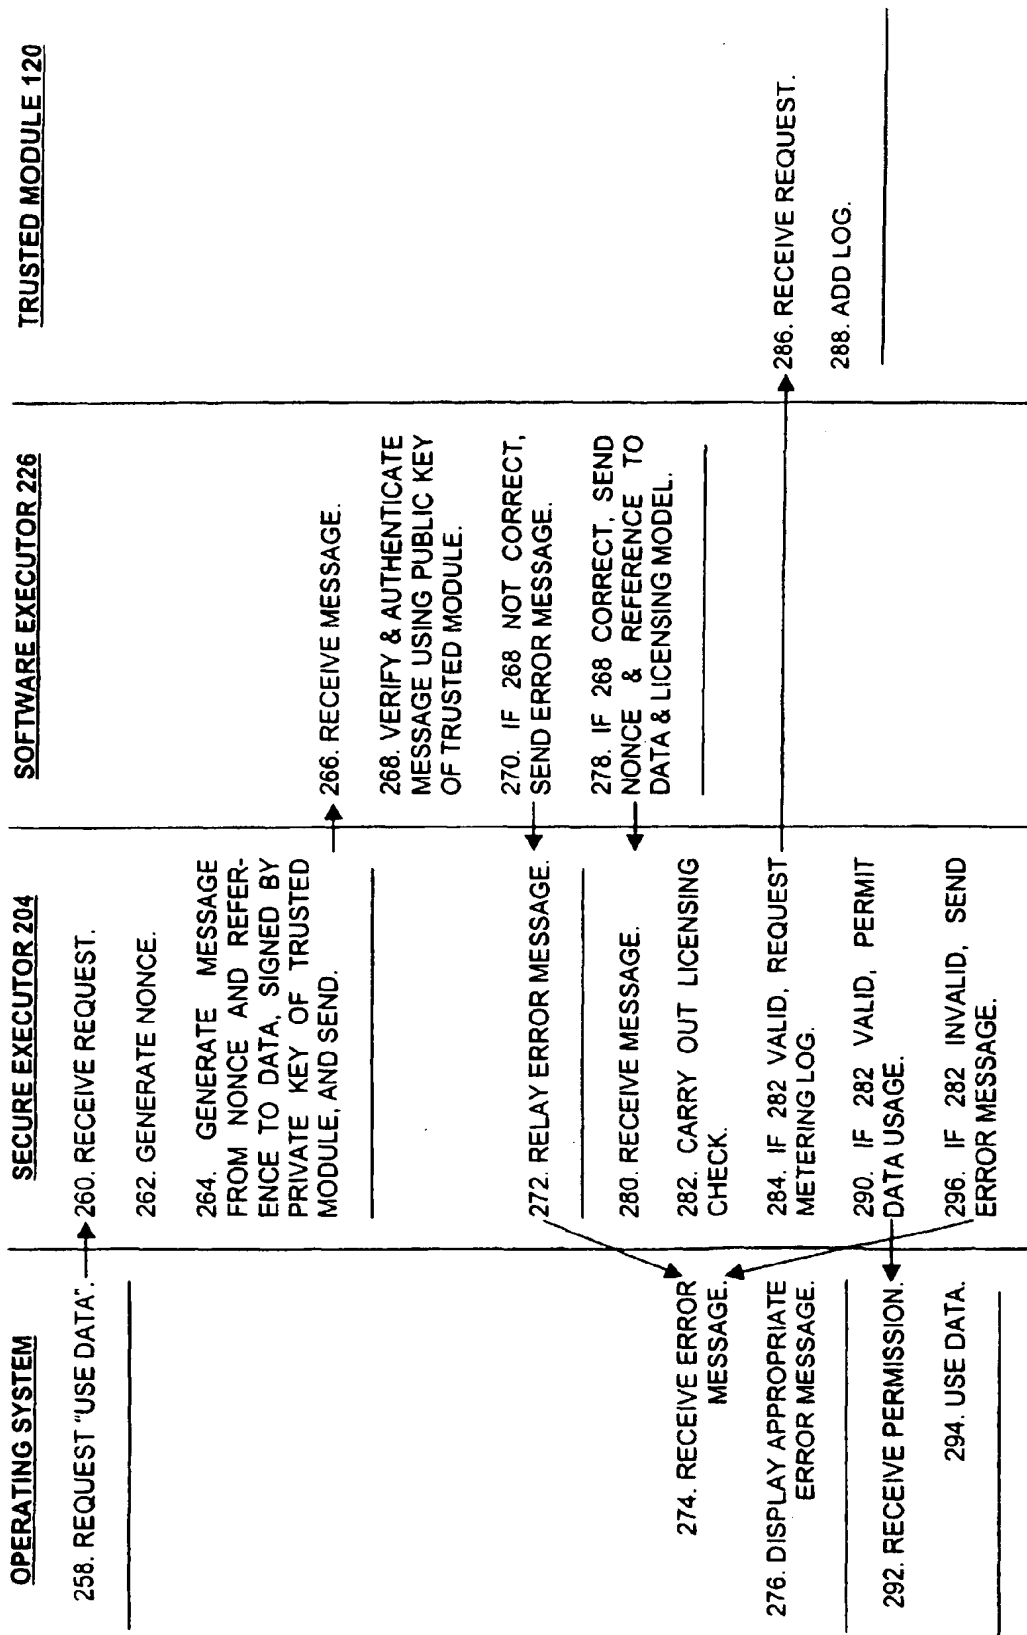 OPERATING SYSTEM
258. REQUEST "USE DATA".
274. RECEIVE ERROR
MESSAGE.
276. DISPLAY APPROPRIATE
ERROR MESSAGE.
292. RECEIVE PERMISSION.
294. USE DATA.
SECURE EXECUTOR 204
260. RECEIVE REQUEST.
262. GENERATE NONCE.
264. GENERATE MESSAGE
FROM NONCE AND REFER-
ENCE TO DATA, SIGNED BY
PRIVATE KEY OF TRUSTED
MODULE, AND SEND.
272. RELAY ERROR MESSAGE.
280. RECEIVE MESSAGE.
282. CARRY OUT LICENSING
CHECK.
284. IF 282 VALID, REQUEST
METERING LOG.
290. IF 282 VALID, PERMIT
DATA USAGE.
296. IF 282 INVALID, SEND
ERROR MESSAGE.
SOFTWARE EXECUTOR 226
266. RECEIVE MESSAGE.
268. VERIFY & AUTHENTICATE
MESSAGE USING PUBLIC KEY
OF TRUSTED MODULE.
270. IF 268 NOT CORRECT,
SEND ERROR MESSAGE.
278. IF 268 CORRECT, SEND
NONCE & REFERENCE TO
DATA & LICENSING MODEL.
TRUSTED MODULE 120
286. RECEIVE REQUEST.
288. ADD LOG.